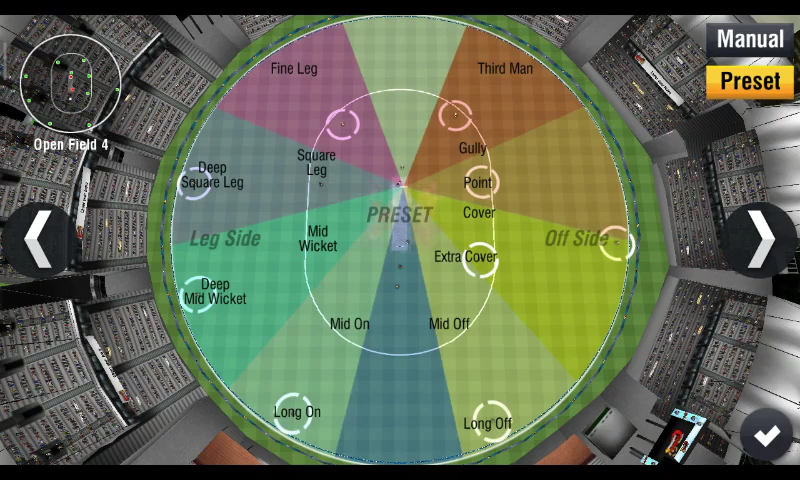 Manual
Preset
Open Field 4
Fine Leg
Third Man
Gully
Square
Leg
Deep
Square Leg
Point
Cover
PRESET
Leg Side
Mid
Wicket
Off Side
Extra Cover
Deep
Mid Wicket
Mid On
Mid Off
Long On
Long Off